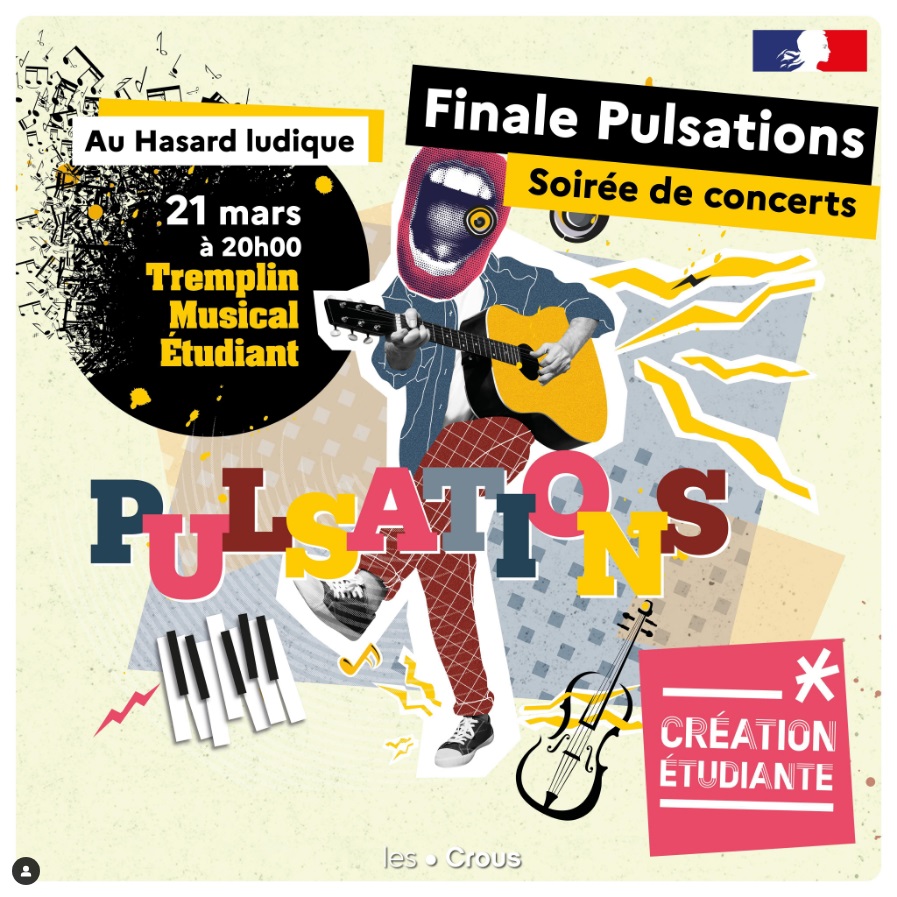 Finale Pulsations
Soirée de concerts
Au Hasard ludique
21 mars
à 20h00
Tremplin
Musical
Étudiant
PULSATIONS
CRÉATION
ÉTUDIANTE
les • Crous